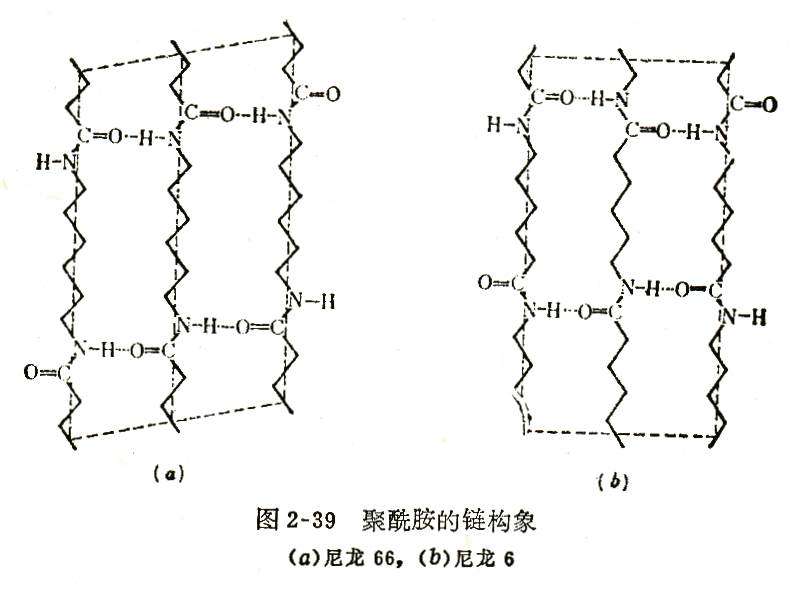 C=O
C=O C=O--H-N
C=O--H-N H-N
C=O--H-N C=O
H-N C=O--H-N
H-N
O=C N-H--O=C
N-H N-H--O=C
N-H--O=C N-H
N-H--O=C
O=C
(a)
(b)
图 2-39 聚酰胺的链构象
(a)尼龙 66, (b)尼龙 6